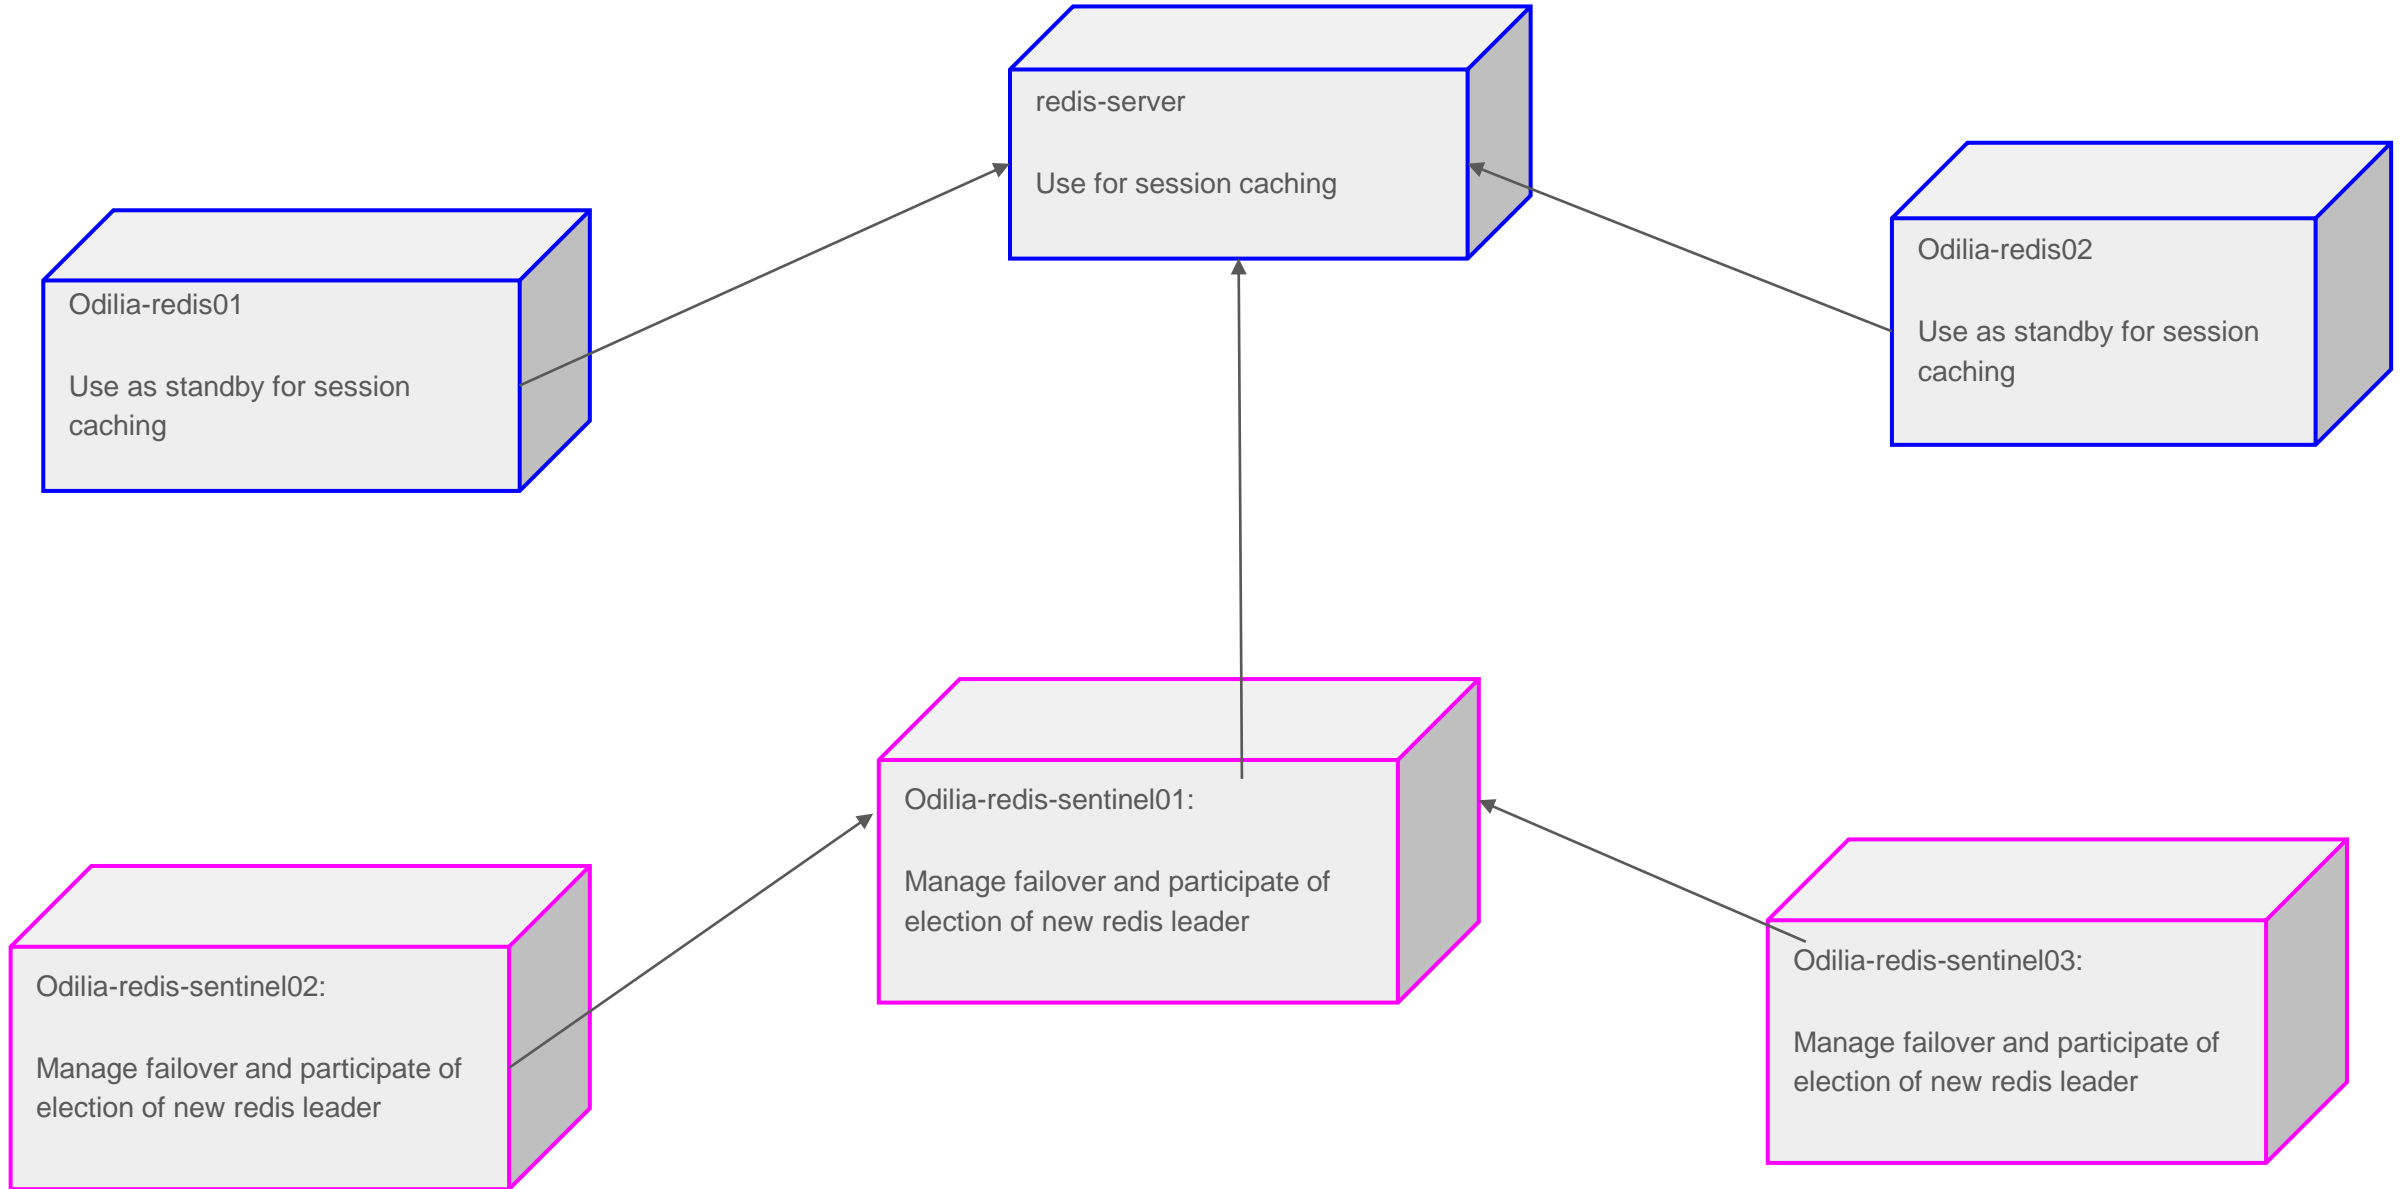 redis-server
Use for session caching
Odilia-redis02
Use as standby for session
caching
Odilia-redis01
Use as standby for session
caching
Odilia-redis-sentinel01:
Manage failover and participate of
election of new redis leader
Odilia-redis-sentinel02:
Manage failover and participate of
election of new redis leader
Odilia-redis-sentinel03:
Manage failover and participate of
election of new redis leader